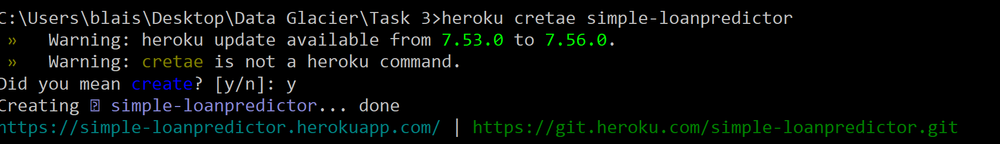 C:\Users\blais\Desktop\Data Glacier\Task 3>heroku cretae simple-loanpredictor
»   Warning: heroku update available from 7.53.0 to 7.56.0.
»   Warning: cretae is not a heroku command.
Did you mean create? [y/n]: y
Creating ⍰ simple-loanpredictor... done
https://simple-loanpredictor.herokuapp.com/ | https://git.heroku.com/simple-loanpredictor.git